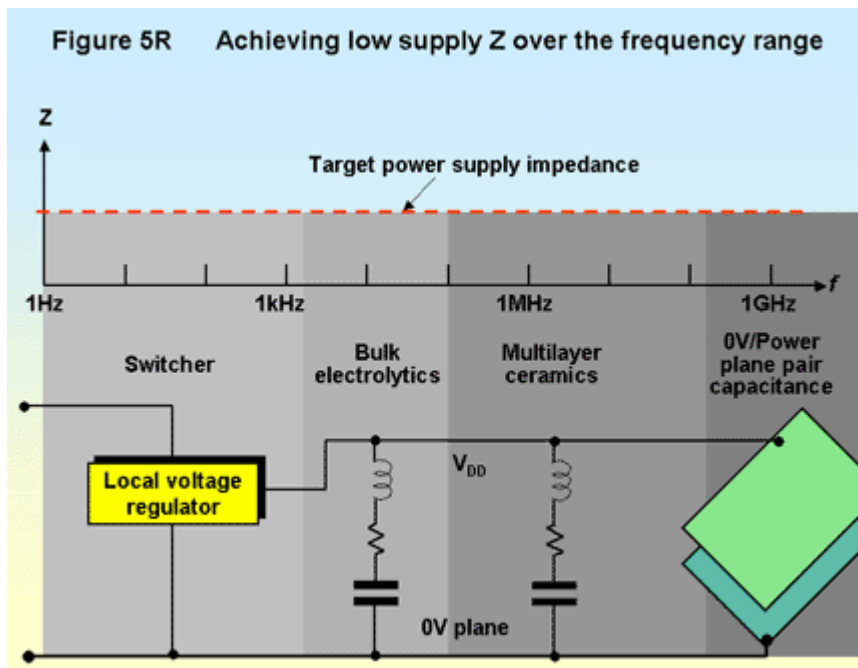 Figure 5R Achieving low supply Z over the frequency range
Z
Target power supply impedance
f
1Hz 1kHz 1MHz 1GHz
Switcher
Bulk
electrolytics
Multilayer
ceramics
0V/Power
plane pair
capacitance
Local voltage
regulator
VDD
0V plane